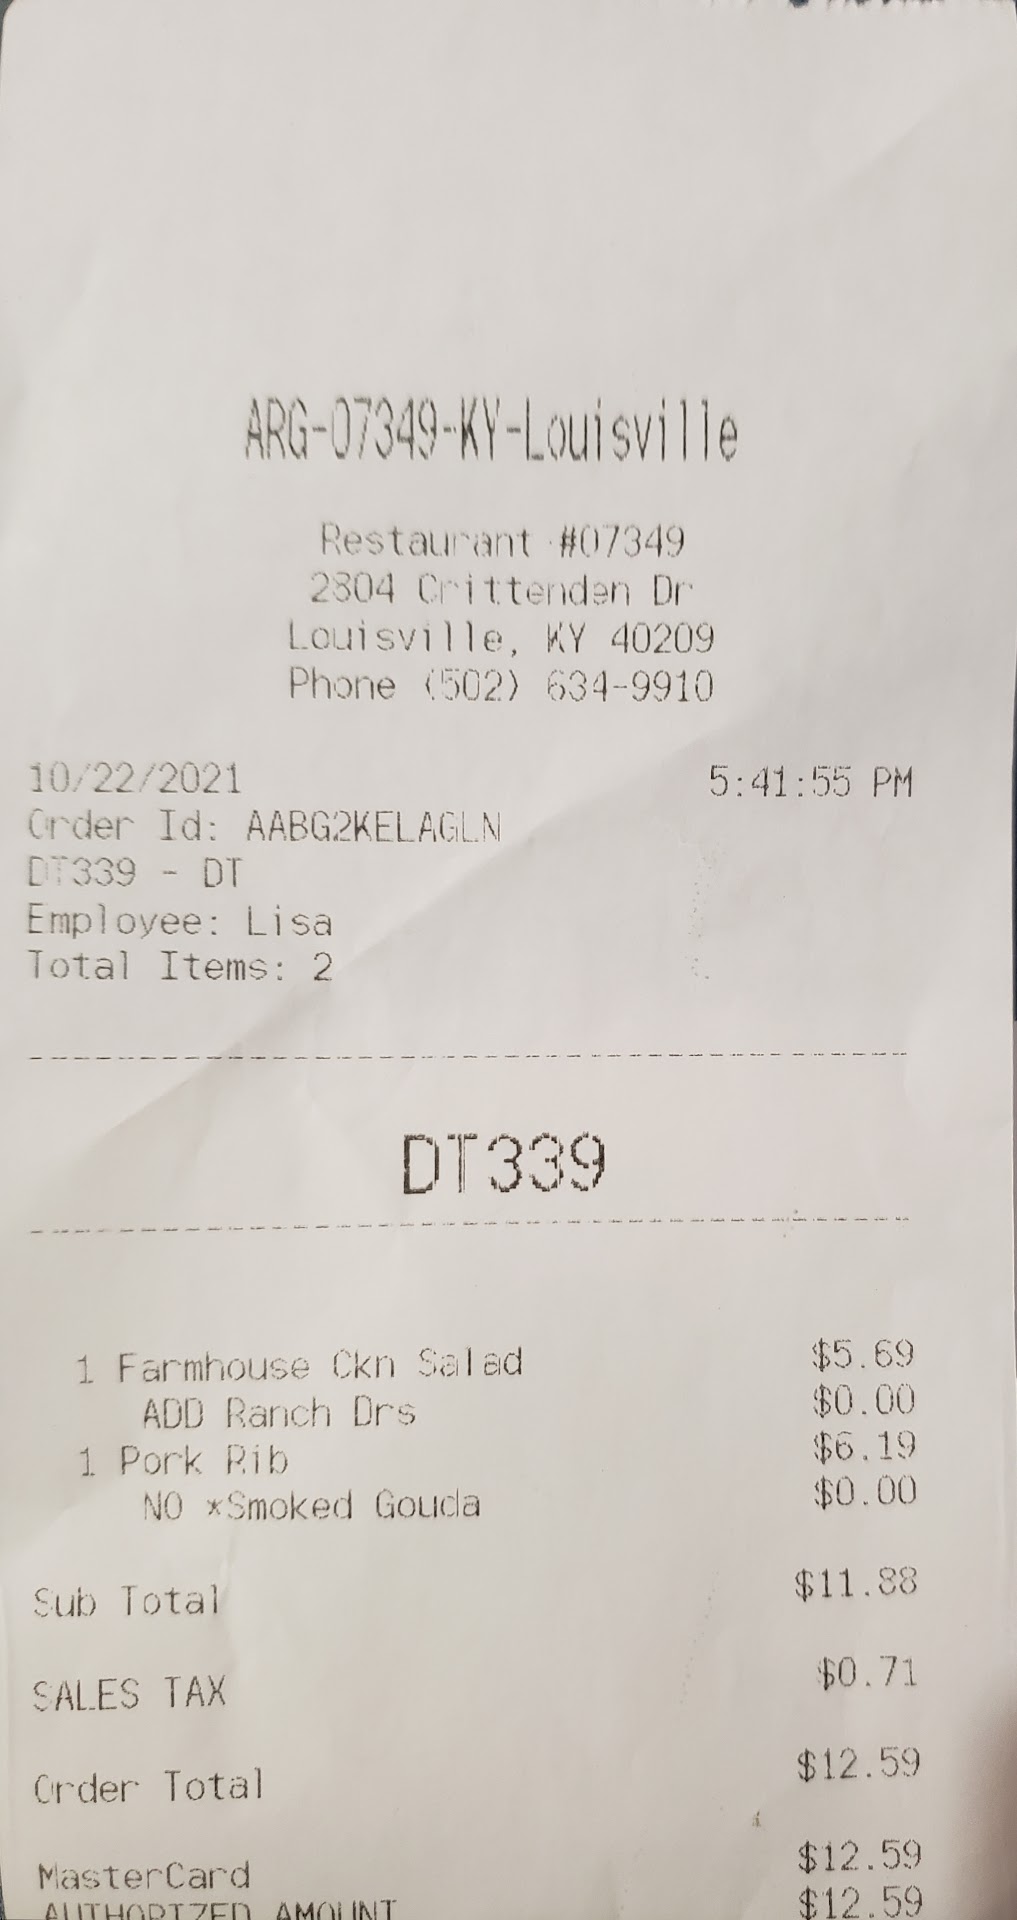 ARG-07349-KY-Louisville
Restaurant #07349
2804 Crittenden Dr
Louisville, KY 40209
Phone (502) 634-9910
10/22/2021 5:41:55 PM
Order Id: AABG2KELAGLN
DT339 - DT
Employee: Lisa
Total Items: 2
DT339
1 Farmhouse Ckn Salad $5.69
ADD Ranch Drs $0.00
1 Pork Rib $6.19
NO *Smoked Gouda $0.00
Sub Total $11.88
SALES TAX $0.71
Order Total $12.59
MasterCard $12.59
AUTHORIZED AMOUNT $12.59